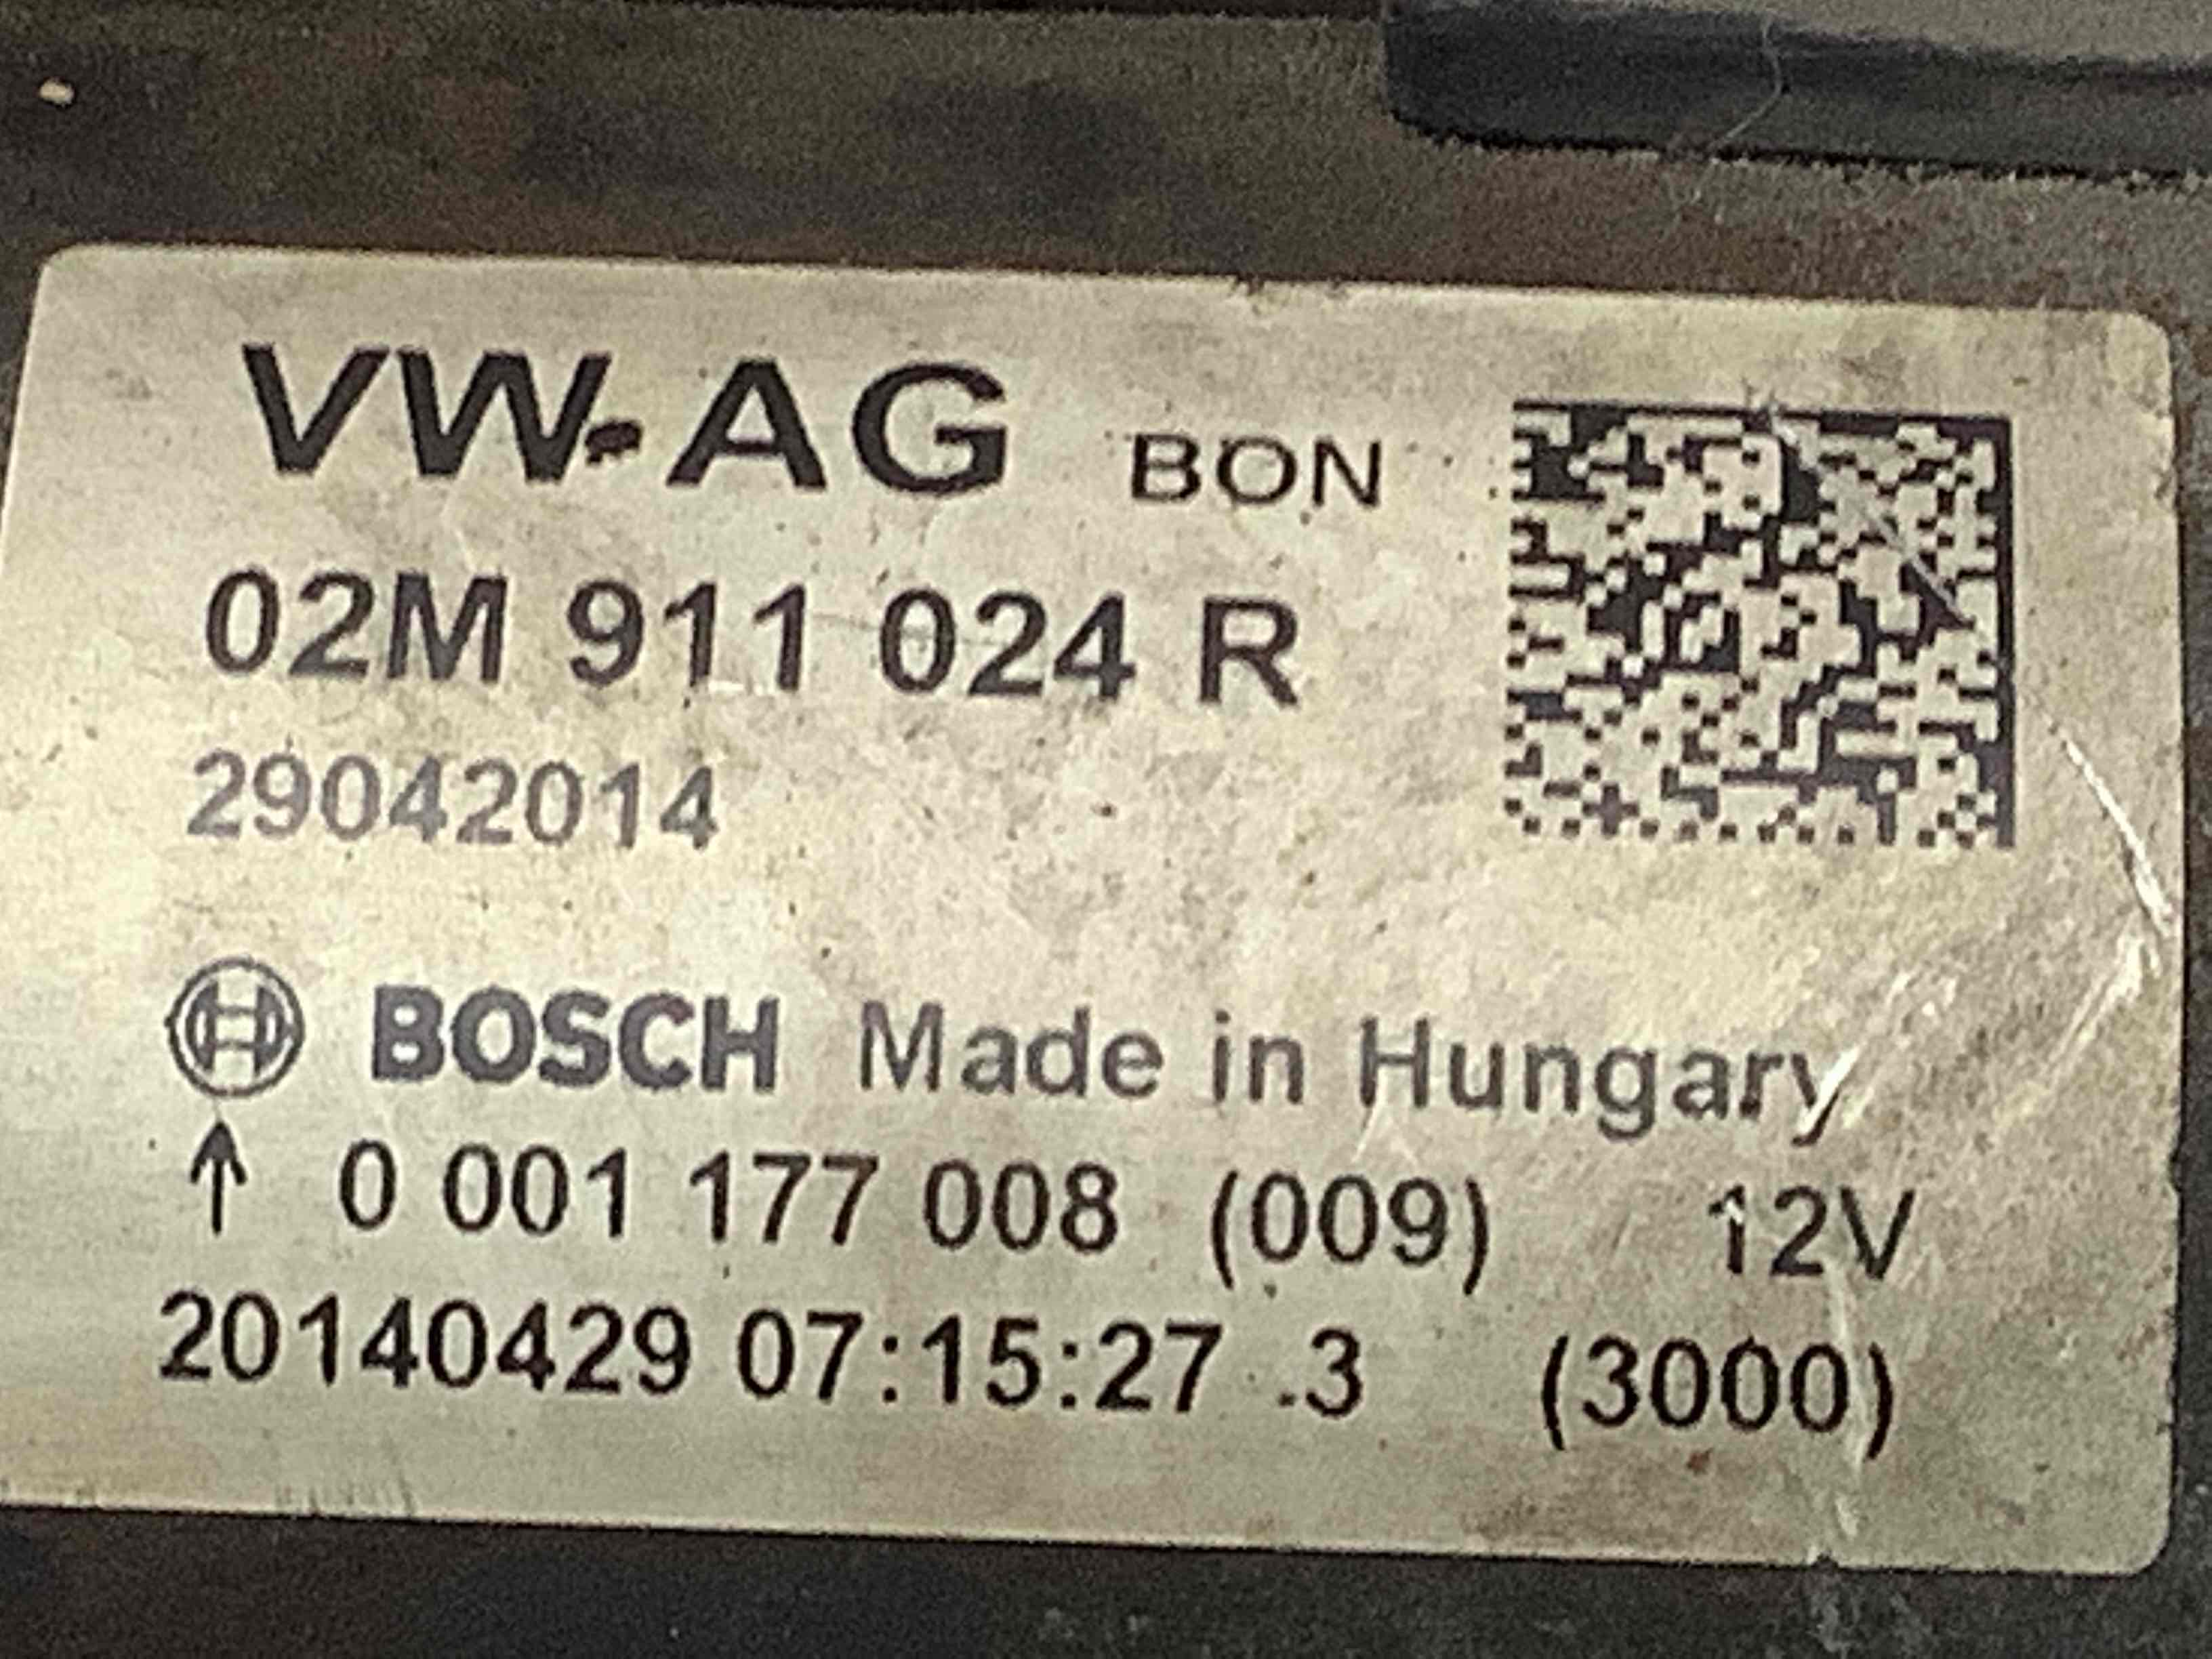 VW-AG BON
02M 911 024 R
29042014
BOSCH Made in Hungary
↑ 0 001 177 008 (009) 12V
20140429 07:15:27 .3 (3000)